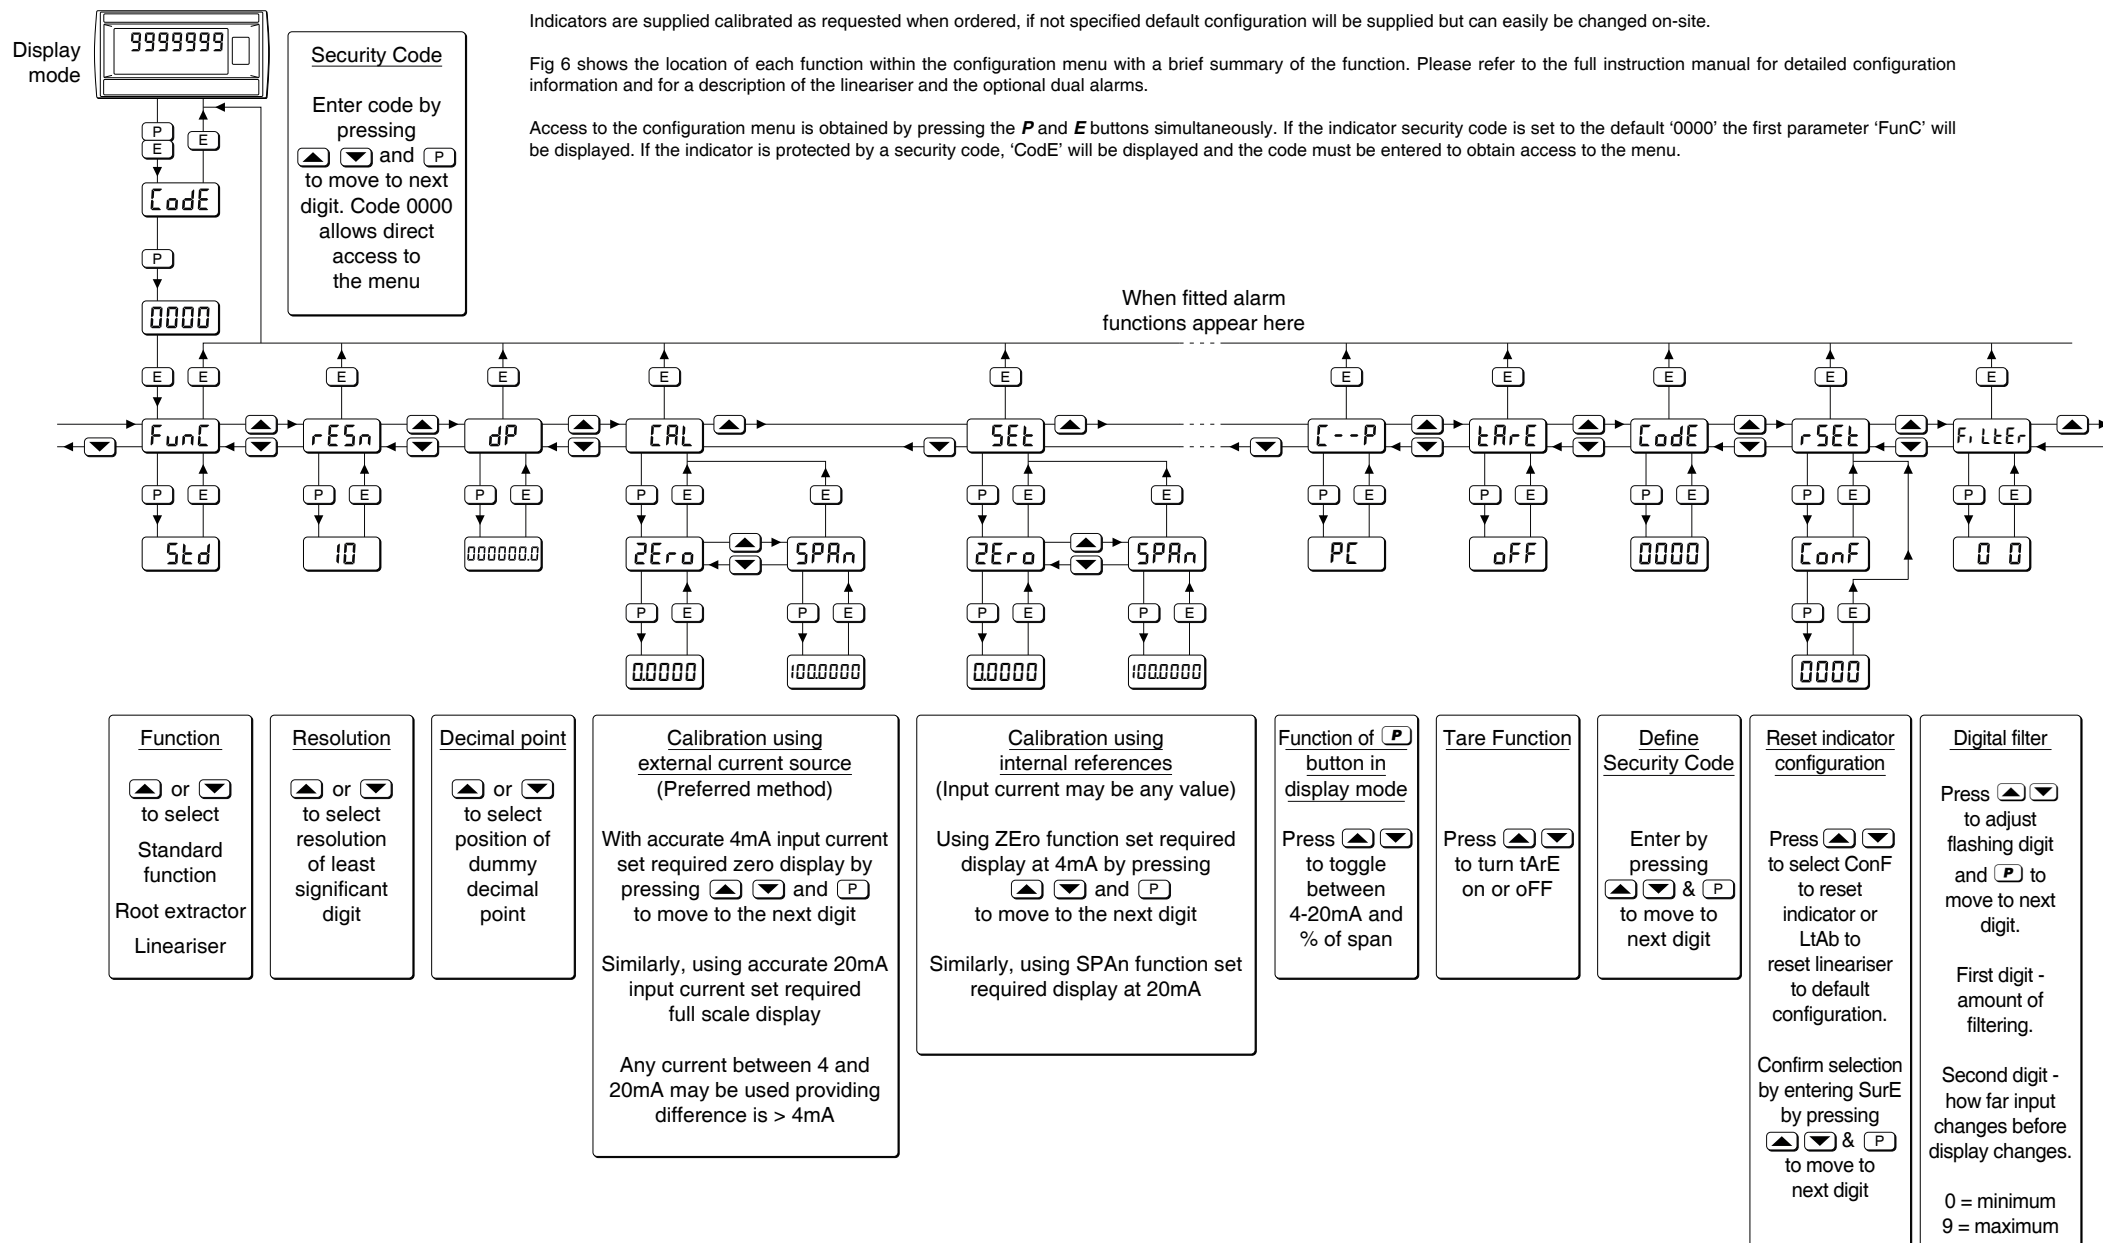 Indicators are supplied calibrated as requested when ordered, if not specified default configuration will be supplied but can easily be changed on-site.
Fig 6 shows the location of each function within the configuration menu with a brief summary of the function. Please refer to the full instruction manual for detailed configuration
information and for a description of the lineariser and the optional dual alarms.
Access to the configuration menu is obtained by pressing the P and E buttons simultaneously. If the indicator security code is set to the default ‘0000’ the first parameter ‘FunC’ will
be displayed. If the indicator is protected by a security code, ‘CodE’ will be displayed and the code must be entered to obtain access to the menu.
Display
mode
9999999
Security Code
Enter code by
pressing
▲ ▼ and P
to move to next
digit. Code 0000
allows direct
access to
the menu
P
E
E
CodE
P
0000
When fitted alarm
functions appear here
E E E E E E E E E E E
FunC ▲ rESn ▲ dP ▲ CAL ▲ SEt ▲ C--P ▲ tArE ▲ CodE ▲ rSEt ▲ FiLtEr ▲
▼ ▼ ▼ ▼ ▼ ▼ ▼ ▼ ▼ ▼
P E P E P E P E E P E E P E P E P E P E P E
Std 10 000000.0 ZEro ▲ ▼ SPAn ZEro ▲ ▼ SPAn PC oFF 0000 ConF 0 0
P E P E P E P E P E
0.0000 100.0000 0.0000 100.0000 0000
Function
▲ or ▼
to select
Standard
function
Root extractor
Lineariser
Resolution
▲ or ▼
to select
resolution
of least
significant
digit
Decimal point
▲ or ▼
to select
position of
dummy
decimal
point
Calibration using
external current source
(Preferred method)
With accurate 4mA input current
set required zero display by
pressing ▲ ▼ and P
to move to the next digit
Similarly, using accurate 20mA
input current set required
full scale display
Any current between 4 and
20mA may be used providing
difference is > 4mA
Calibration using
internal references
(Input current may be any value)
Using ZEro function set required
display at 4mA by pressing
▲ ▼ and P
to move to the next digit
Similarly, using SPAn function set
required display at 20mA
Function of P
button in
display mode
Press ▲ ▼
to toggle
between
4-20mA and
% of span
Tare Function
Press ▲ ▼
to turn tArE
on or oFF
Define
Security Code
Enter by
pressing
▲ ▼ & P
to move to
next digit
Reset indicator
configuration
Press ▲ ▼
to select ConF
to reset
indicator or
LtAb to
reset lineariser
to default
configuration.
Confirm selection
by entering SurE
by pressing
▲ ▼ & P
to move to
next digit
Digital filter
Press ▲ ▼
to adjust
flashing digit
and P to
move to next
digit.
First digit -
amount of
filtering.
Second digit -
how far input
changes before
display changes.
0 = minimum
9 = maximum